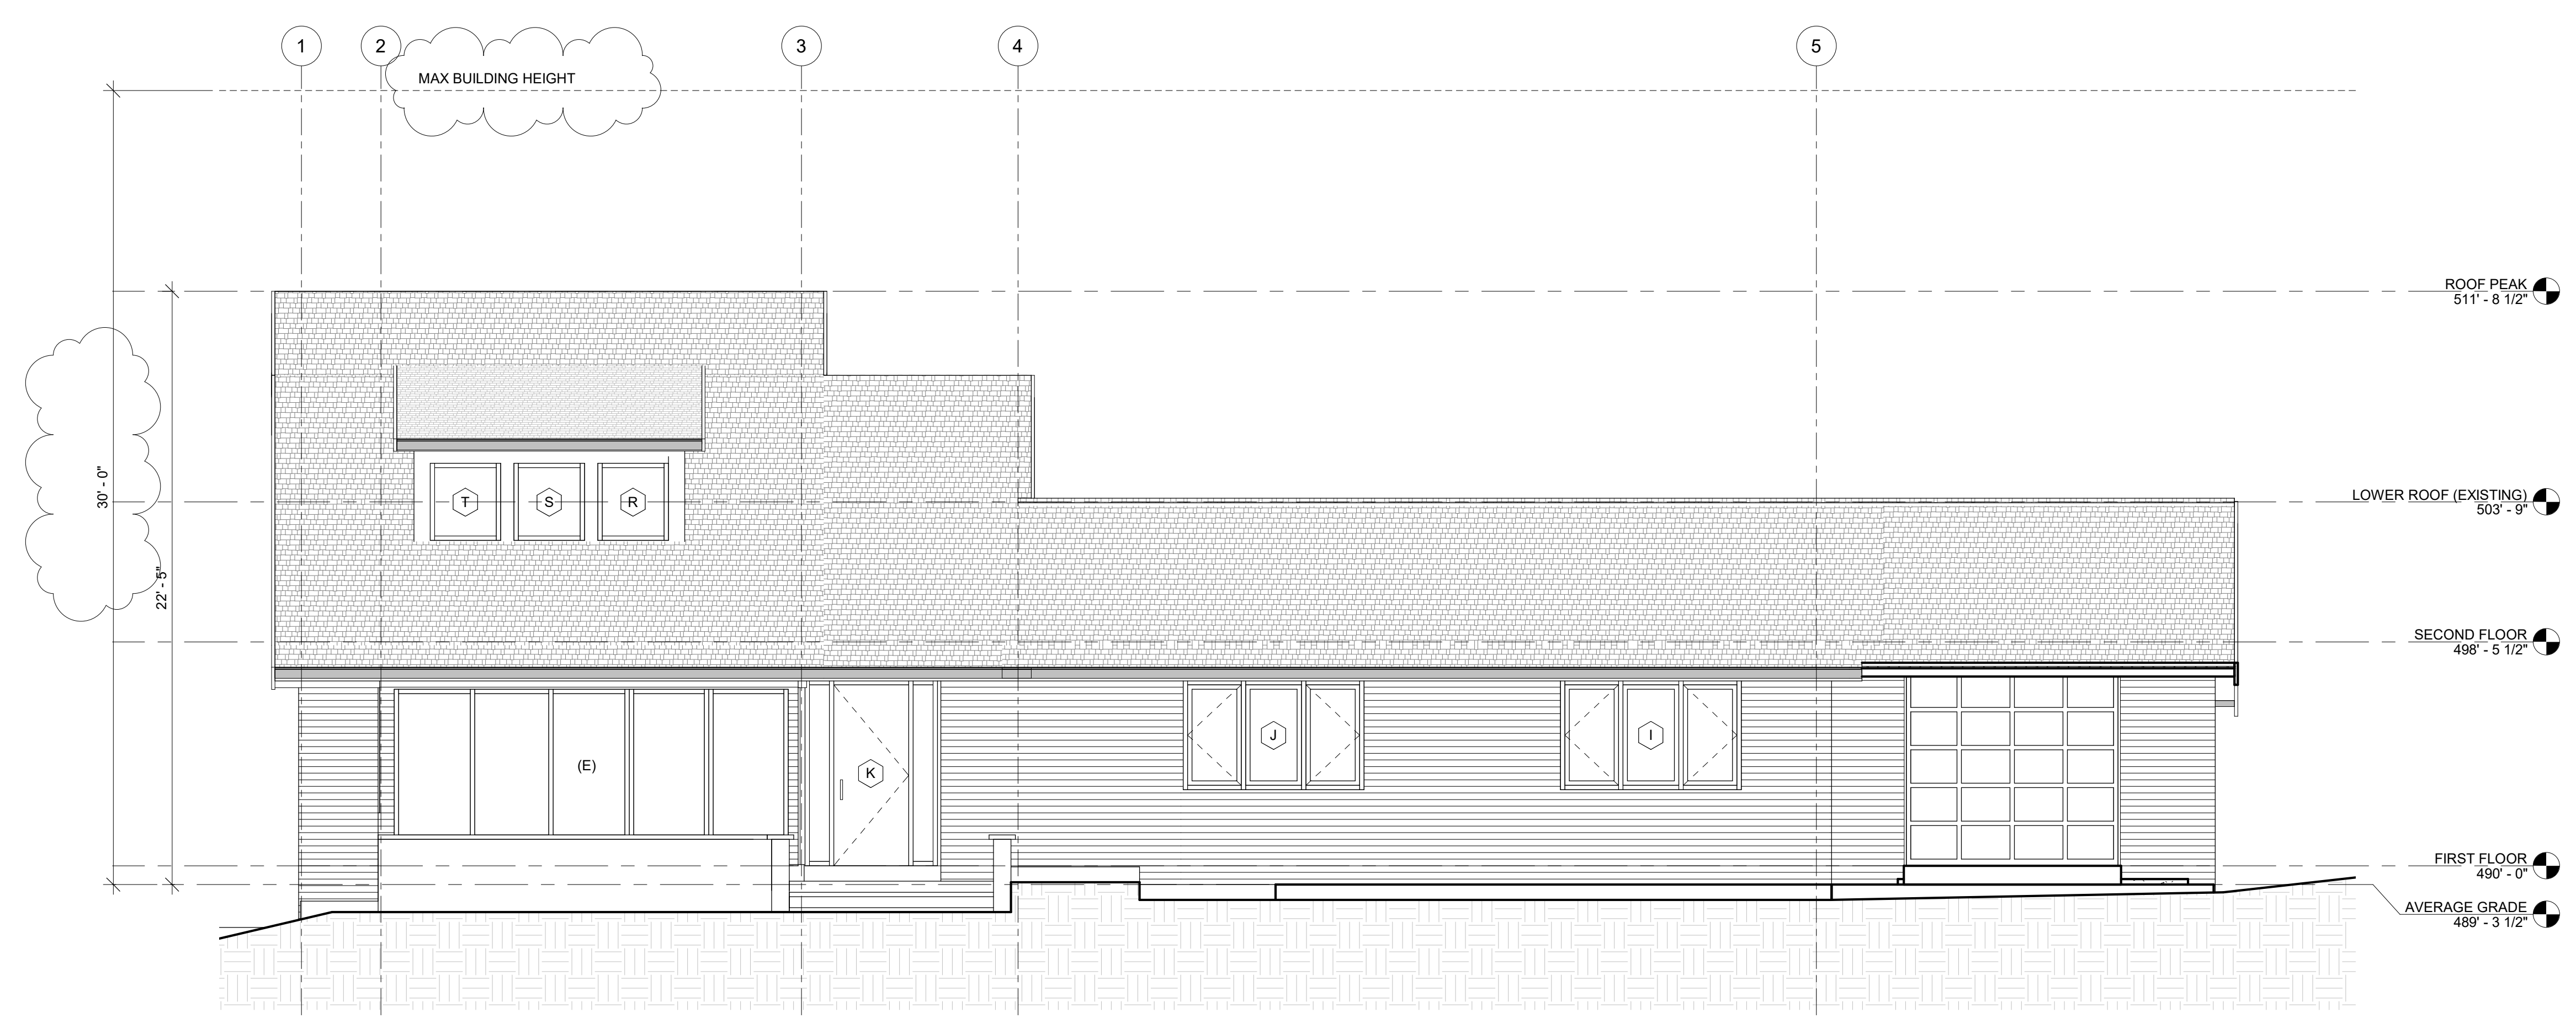 1
2
3
4
5
MAX BUILDING HEIGHT
ROOF PEAK
511' - 8 1/2"
30' - 0"
T
S
R
LOWER ROOF (EXISTING)
503' - 9"
22' - 5"
SECOND FLOOR
498' - 5 1/2"
(E)
K
J
I
FIRST FLOOR
490' - 0"
AVERAGE GRADE
489' - 3 1/2"